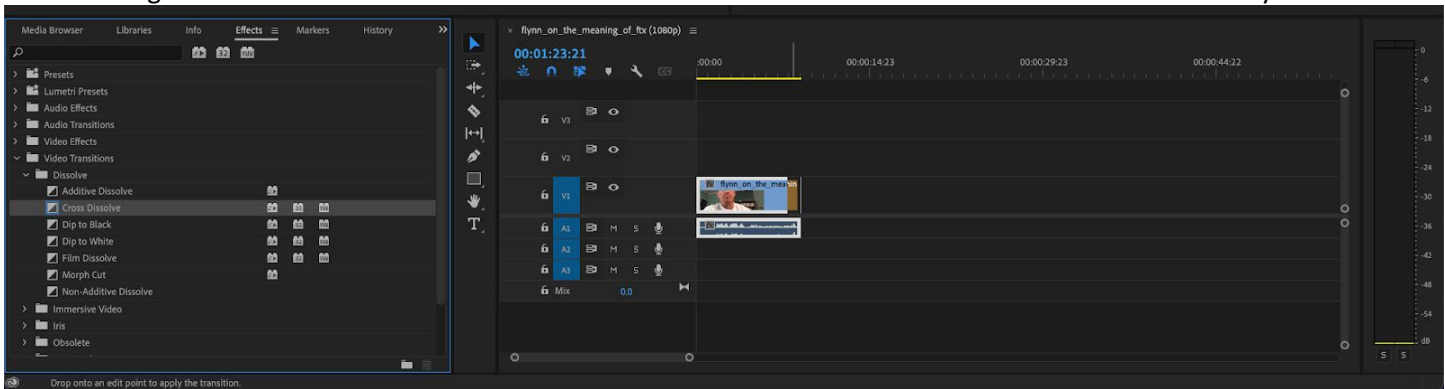 Media Browser Libraries Info Effects Markers History
Presets
Lumetri Presets
Audio Effects
Audio Transitions
Video Effects
Video Transitions
Dissolve
Additive Dissolve
Cross Dissolve
Dip to Black
Dip to White
Film Dissolve
Morph Cut
Non-Additive Dissolve
Immersive Video
Iris
Obsolete
Drop onto an edit point to apply the transition.
flynn_on_the_meaning_of_ftx (1080p)
00:01:23:21
:00:00 00:00:14:23 00:00:29:23 00:00:44:22
V3
V2
V1 flynn_on_the_meanin
A1 M S
A2 M S
A3 M S
Mix 0.0
0
-6
-12
-18
-24
-30
-36
-42
-48
-54
dB
S S